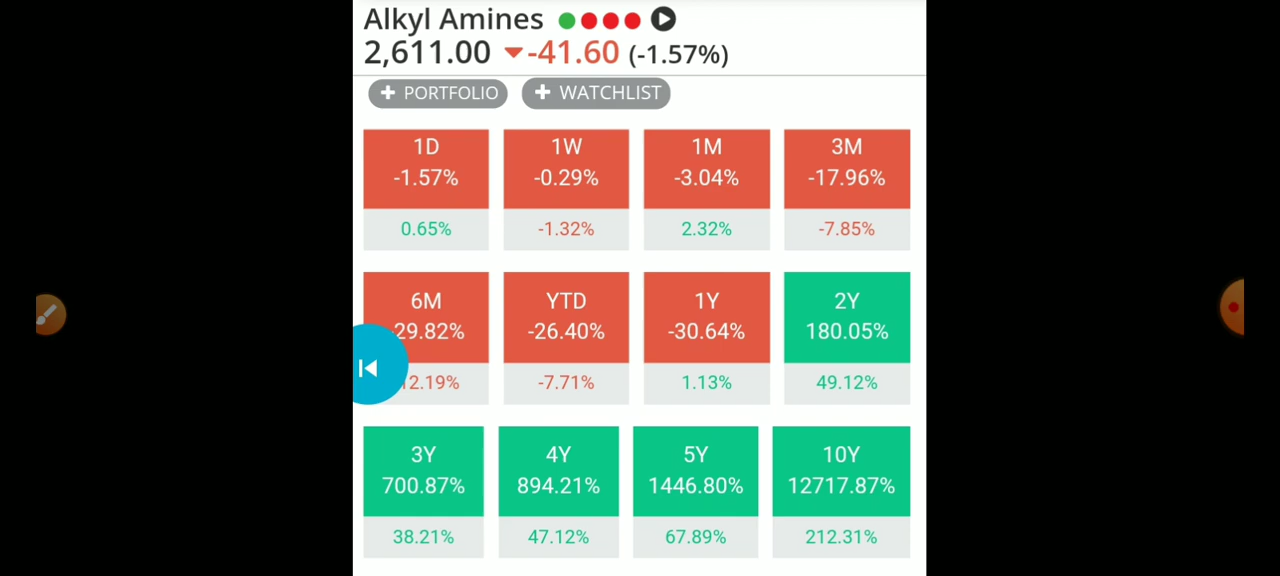 Alkyl Amines
2,611.00 -41.60 (-1.57%)
+ PORTFOLIO + WATCHLIST
1D 1W 1M 3M
-1.57% -0.29% -3.04% -17.96%
0.65% -1.32% 2.32% -7.85%
6M YTD 1Y 2Y
29.82% -26.40% -30.64% 180.05%
2.19% -7.71% 1.13% 49.12%
3Y 4Y 5Y 10Y
700.87% 894.21% 1446.80% 12717.87%
38.21% 47.12% 67.89% 212.31%